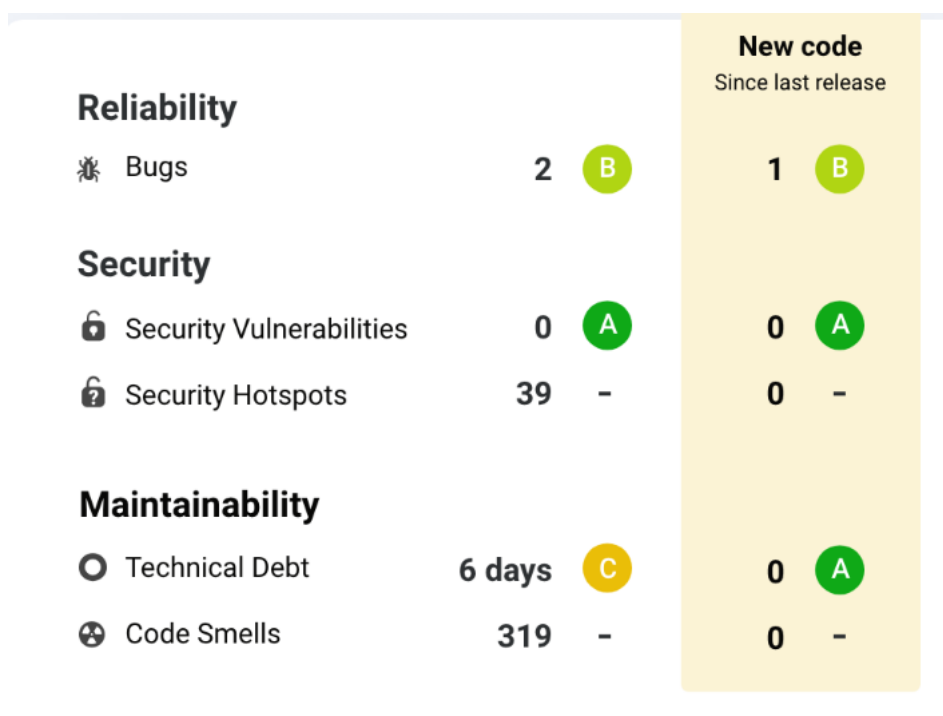 New code
Since last release
Reliability
Bugs 2 B 1 B
Security
Security Vulnerabilities 0 A 0 A
Security Hotspots 39 - 0 -
Maintainability
Technical Debt 6 days C 0 A
Code Smells 319 - 0 -